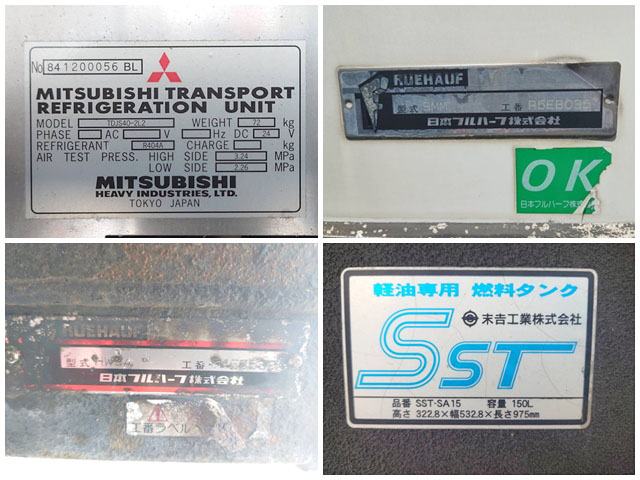 No 841200056 BL
MITSUBISHI TRANSPORT
REFRIGERATION UNIT
MODEL TDJS40-2L2 WEIGHT 72 kg
PHASE AC V Hz DC 24 V
REFRIGERANT R404A CHARGE kg
AIR TEST PRESS. HIGH SIDE 3.24 MPa
LOW SIDE 2.26 MPa
MITSUBISHI
HEAVY INDUSTRIES, LTD.
TOKYO JAPAN
RUEHAUF
型式 工番
日本フルハーフ株式会社
OK
日本フルハーフ株式
RUEHAUF
型式 工番
日本フルハーフ株式会社
工番ラベル
軽油専用 燃料タンク
末吉工業株式会社
SST
品番 SST-SA15 容量 150L
高さ 322.8×幅532.8×長さ975mm